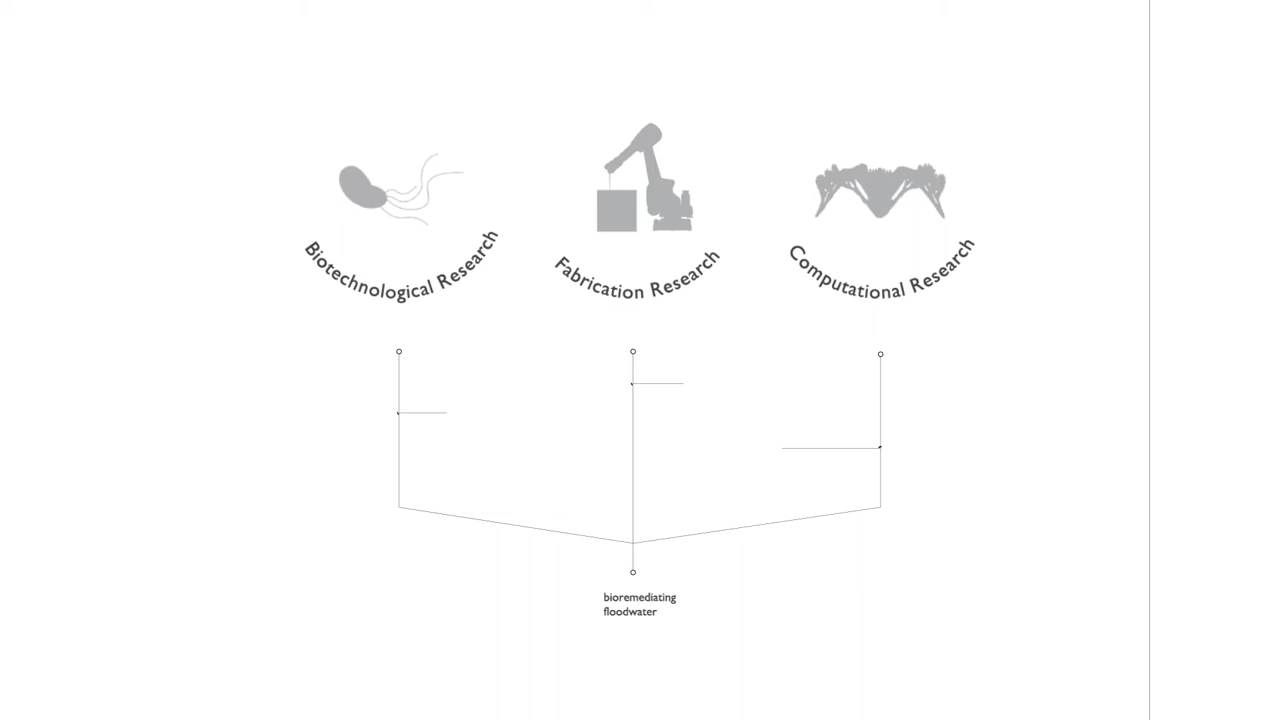 Biotechnological Research
Fabrication Research
Computational Research
bioremediating
floodwater